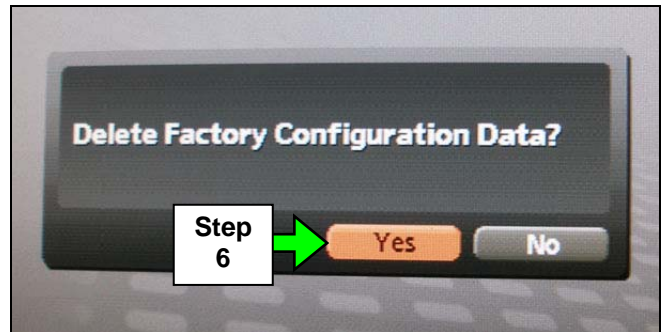 Delete Factory Configuration Data?
Step
6
Yes
No